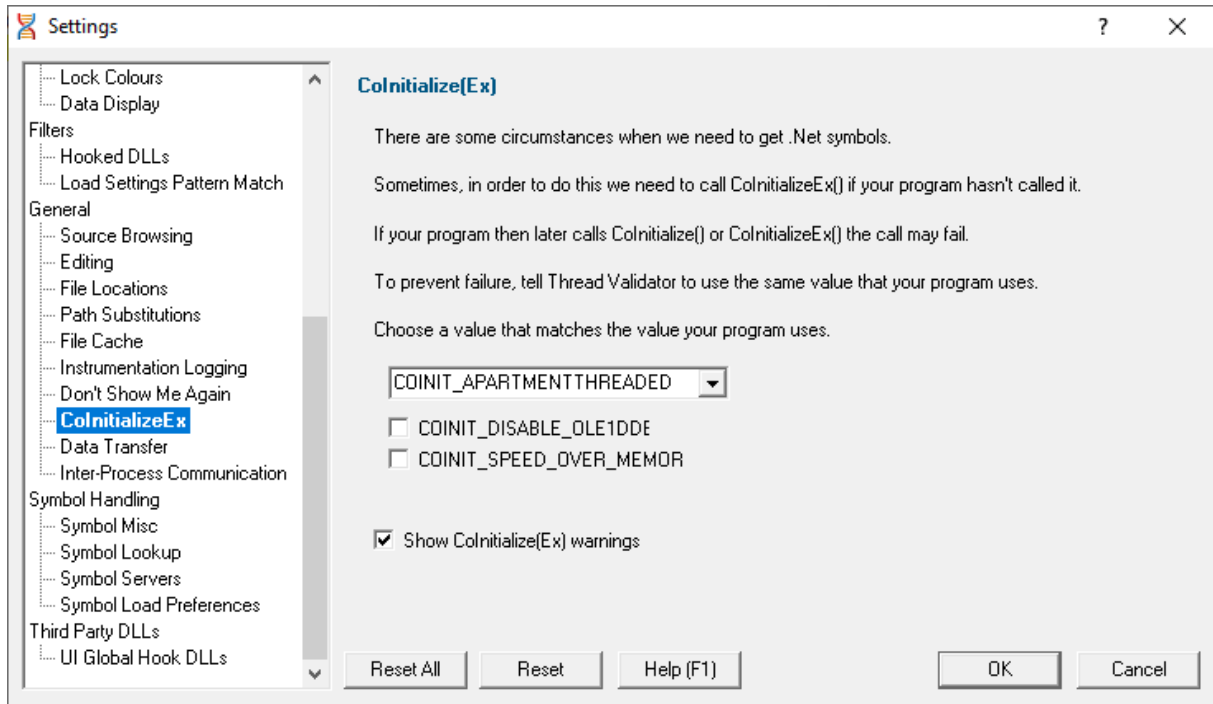 Settings
?
Lock Colours
Data Display
Filters
Hooked DLLs
Load Settings Pattern Match
General
Source Browsing
Editing
File Locations
Path Substitutions
File Cache
Instrumentation Logging
Don't Show Me Again
CoInitializeEx
Data Transfer
Inter-Process Communication
Symbol Handling
Symbol Misc
Symbol Lookup
Symbol Servers
Symbol Load Preferences
Third Party DLLs
UI Global Hook DLLs
CoInitialize(Ex)
There are some circumstances when we need to get .Net symbols.
Sometimes, in order to do this we need to call CoInitializeEx() if your program hasn't called it.
If your program then later calls CoInitialize() or CoInitializeEx() the call may fail.
To prevent failure, tell Thread Validator to use the same value that your program uses.
Choose a value that matches the value your program uses.
COINIT_APARTMENTTHREADED
COINIT_DISABLE_OLE1DDE
COINIT_SPEED_OVER_MEMOR
Show CoInitialize(Ex) warnings
Reset All
Reset
Help (F1)
OK
Cancel